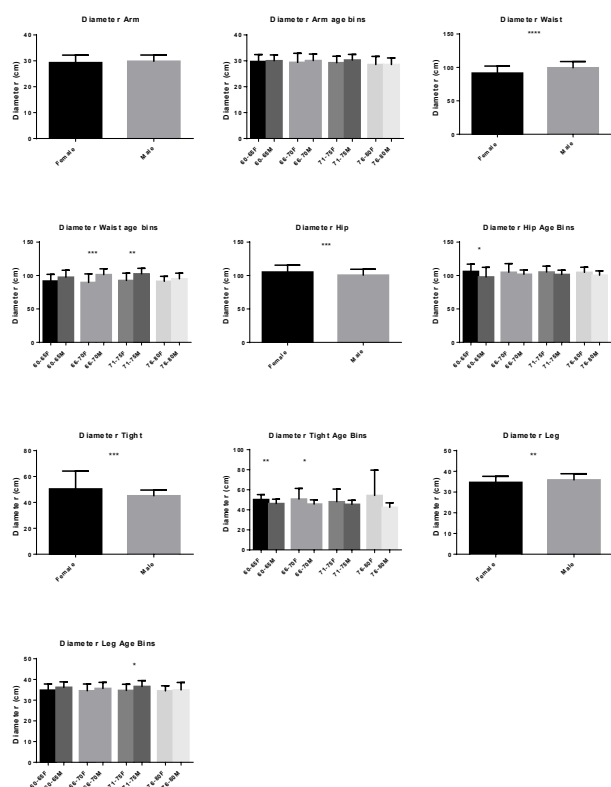 Diameter Arm
Diameter (cm)
40
30
20
10
0
Female
Male
Diameter Arm age bins
Diameter (cm)
40
30
20
10
0
60-65F
60-65M
66-70F
66-70M
71-75F
71-75M
76-80F
76-80M
Diameter Waist
****
Diameter (cm)
150
100
50
0
Female
Male
Diameter Waist age bins
*** **
Diameter (cm)
150
100
50
0
60-65F
60-65M
66-70F
66-70M
71-75F
71-75M
76-80F
76-80M
Diameter Hip
***
Diameter (cm)
150
100
50
0
Female
Male
Diameter Hip Age Bins
*
Diameter (cm)
150
100
50
0
60-65F
60-65M
66-70F
66-70M
71-75F
71-75M
76-80F
76-80M
Diameter Tight
***
Diameter (cm)
80
60
40
20
0
Female
Male
Diameter Tight Age Bins
** *
Diameter (cm)
100
80
60
40
20
0
60-65F
60-65M
66-70F
66-70M
71-75F
71-75M
76-80F
76-80M
Diameter Leg
**
Diameter (cm)
50
40
30
20
10
0
Female
Male
Diameter Leg Age Bins
*
Diameter (cm)
50
40
30
20
10
0
60-65F
60-65M
66-70F
66-70M
71-75F
71-75M
76-80F
76-80M